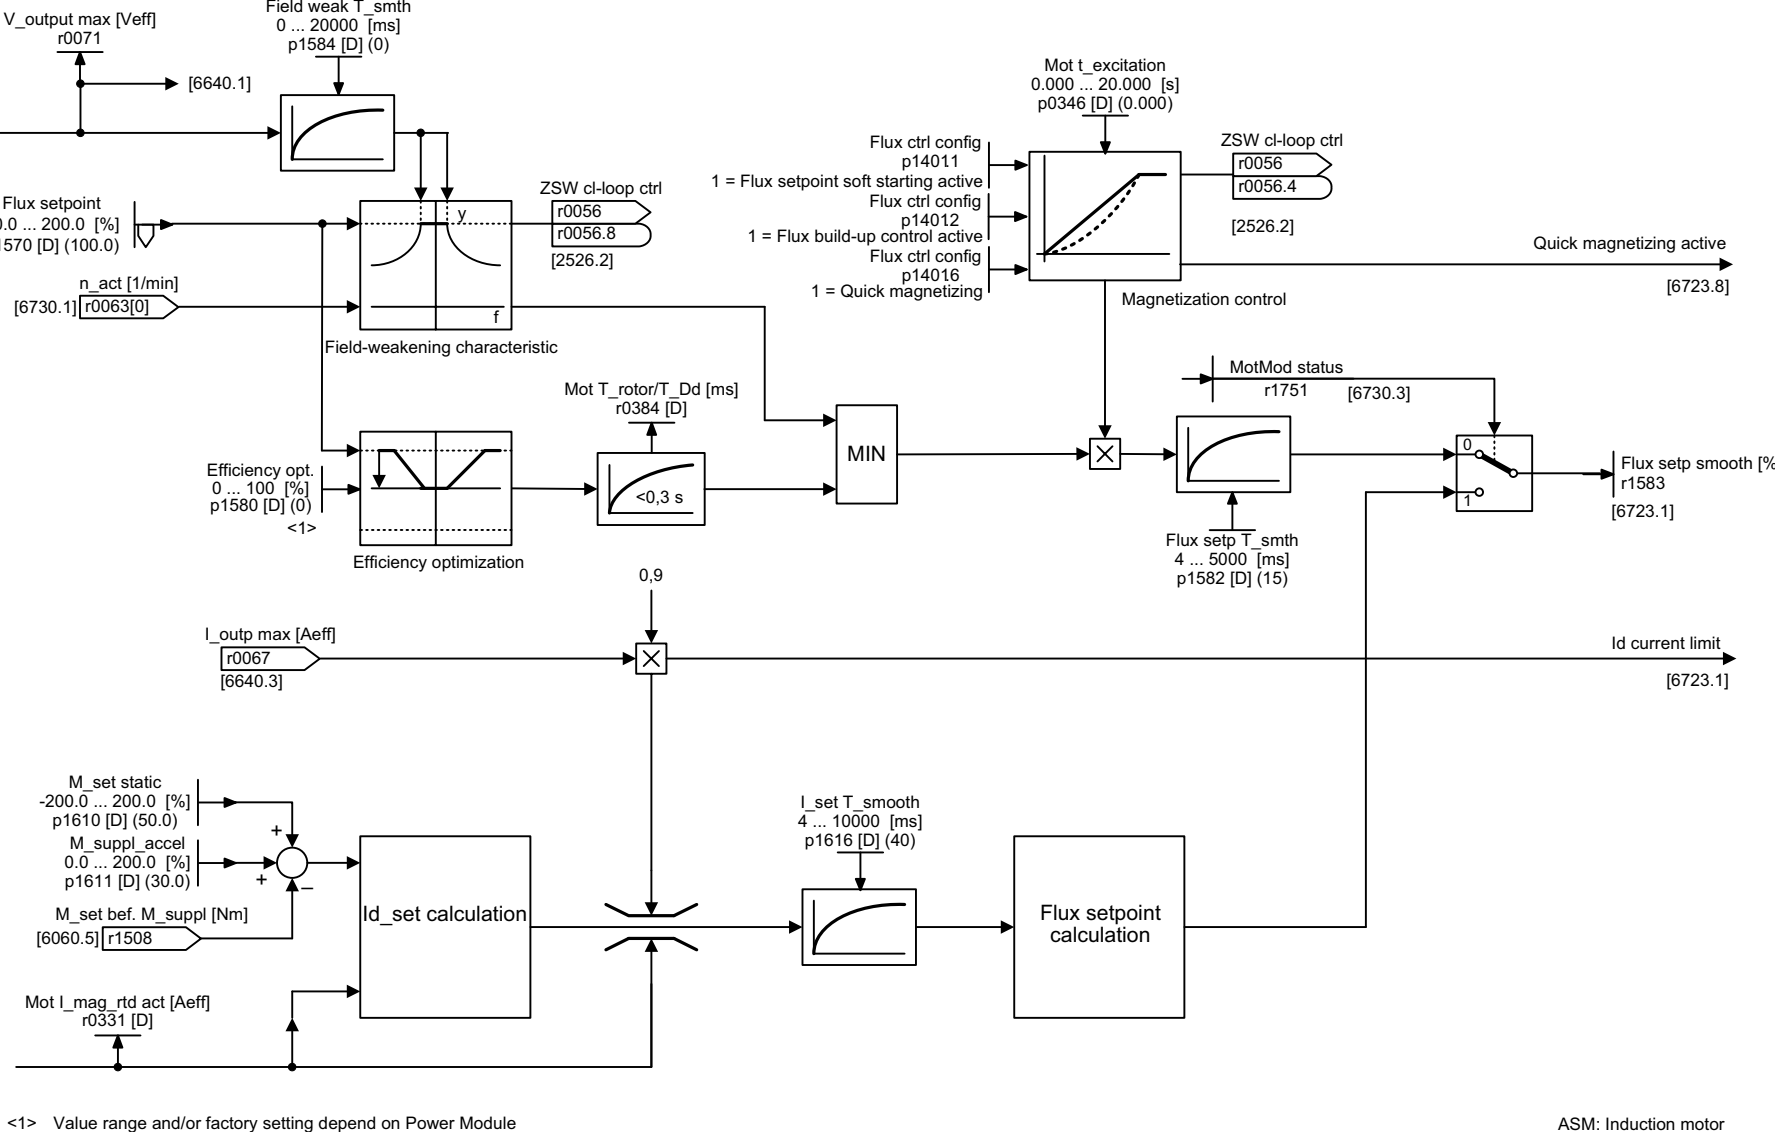 V_output max [Veff]
r0071
[6640.1]
Field weak T_smth
0 ... 20000 [ms]
p1584 [D] (0)
Flux setpoint
0.0 ... 200.0 [%]
1570 [D] (100.0)
n_act [1/min]
[6730.1]
r0063[0]
y
f
Field-weakening characteristic
ZSW cl-loop ctrl
r0056
r0056.8
[2526.2]
Mot t_excitation
0.000 ... 20.000 [s]
p0346 [D] (0.000)
Flux ctrl config
p14011
1 = Flux setpoint soft starting active
Flux ctrl config
p14012
1 = Flux build-up control active
Flux ctrl config
p14016
1 = Quick magnetizing
Magnetization control
ZSW cl-loop ctrl
r0056
r0056.4
[2526.2]
Quick magnetizing active
[6723.8]
Efficiency opt.
0 ... 100 [%]
p1580 [D] (0)
<1>
Efficiency optimization
Mot T_rotor/T_Dd [ms]
r0384 [D]
<0,3 s
MIN
MotMod status
r1751
[6730.3]
Flux setp T_smth
4 ... 5000 [ms]
p1582 [D] (15)
0
1
Flux setp smooth [%
r1583
[6723.1]
0,9
I_outp max [Aeff]
r0067
[6640.3]
Id current limit
[6723.1]
M_set static
-200.0 ... 200.0 [%]
p1610 [D] (50.0)
M_suppl_accel
0.0 ... 200.0 [%]
p1611 [D] (30.0)
+
+
–
M_set bef. M_suppl [Nm]
[6060.5]
r1508
Id_set calculation
I_set T_smooth
4 ... 10000 [ms]
p1616 [D] (40)
Flux setpoint
calculation
Mot I_mag_rtd act [Aeff]
r0331 [D]
<1> Value range and/or factory setting depend on Power Module
ASM: Induction motor